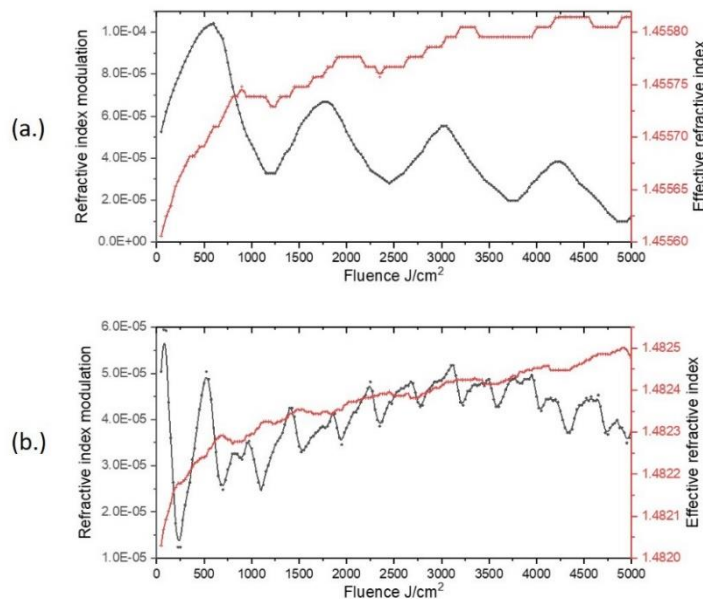 (a.)
Refractive index modulation
1.0E-04
8.0E-05
6.0E-05
4.0E-05
2.0E-05
0.0E+00
0 500 1000 1500 2000 2500 3000 3500 4000 4500 5000
Fluence J/cm²
1.45580
1.45575
1.45570
1.45565
1.45560
Effective refractive index
(b.)
Refractive index modulation
6.0E-05
5.0E-05
4.0E-05
3.0E-05
2.0E-05
1.0E-05
0 500 1000 1500 2000 2500 3000 3500 4000 4500 5000
Fluence J/cm²
1.4825
1.4824
1.4823
1.4822
1.4821
1.4820
Effective refractive index